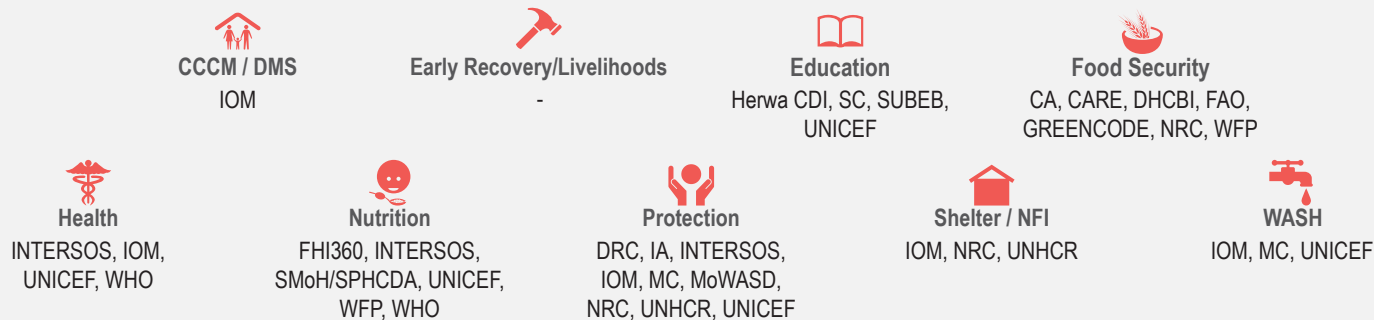 CCCM / DMS
IOM
Early Recovery/Livelihoods
-
Education
Herwa CDI, SC, SUBEB,
UNICEF
Food Security
CA, CARE, DHCBI, FAO,
GREENCODE, NRC, WFP
Health
INTERSOS, IOM,
UNICEF, WHO
Nutrition
FHI360, INTERSOS,
SMoH/SPHCDA, UNICEF,
WFP, WHO
Protection
DRC, IA, INTERSOS,
IOM, MC, MoWASD,
NRC, UNHCR, UNICEF
Shelter / NFI
IOM, NRC, UNHCR
WASH
IOM, MC, UNICEF